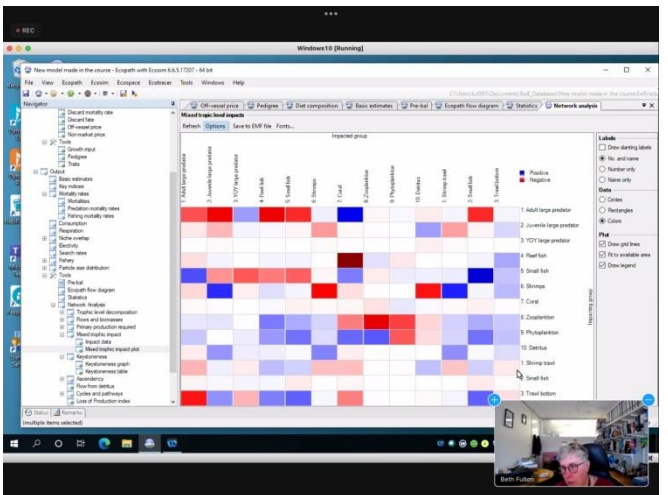 REC
Windows10 [Running]
New model made in the course - Ecopath with Ecosim 6.6.5.17207 - 64 bit
File View Ecopath Ecosim Ecospace Ecotracer Tools Windows Help
Navigator
Discard mortality rate
Discard fate
Off-vessel price
Non-market price
Tools
Growth input
Pedigree
Traits
Output
Basic estimates
Key indices
Mortality rates
Mortalities
Predation mortality rates
Fishing mortality rates
Consumption
Respiration
Niche overlap
Electivity
Search rates
Fishery
Particle size distribution
Tools
Pre-bal
Ecopath flow diagram
Statistics
Network Analysis
Trophic level decomposition
Flows and biomasses
Primary production required
Mixed trophic impact
Impact data
Mixed trophic impact plot
Keystoneness
Keystoneness graph
Keystoneness table
Ascendency
Flow from detritus
Cycles and pathways
Loss of Production index
Status Remarks
(multiple items selected)
Off-vessel price Pedigree Diet composition Basic estimates Pre-bal Ecopath flow diagram Statistics Network analysis
Mixed tropic level impacts
Refresh Options Save to EMF file Fonts...
Impacted group
1. Adult large predator
2. Juvenile large predator
3. YOY large predator
4. Reef fish
5. Small fish
6. Shrimps
7. Coral
8. Zooplankton
9. Phytoplankton
10. Detritus
1. Shrimp trawl
2. Small fish
3. Trawl bottom
Positive
Negative
1. Adult large predator
2. Juvenile large predator
3. YOY large predator
4. Reef fish
5. Small fish
6. Shrimps
7. Coral
8. Zooplankton
9. Phytoplankton
10. Detritus
1. Shrimp trawl
2. Small fish
3. Trawl bottom
Impacting group
Labels
Draw slanting labels
No. and name
Number only
Name only
Data
Circles
Rectangles
Colors
Plot
Draw grid lines
Fit to available area
Draw legend
Beth Fulton